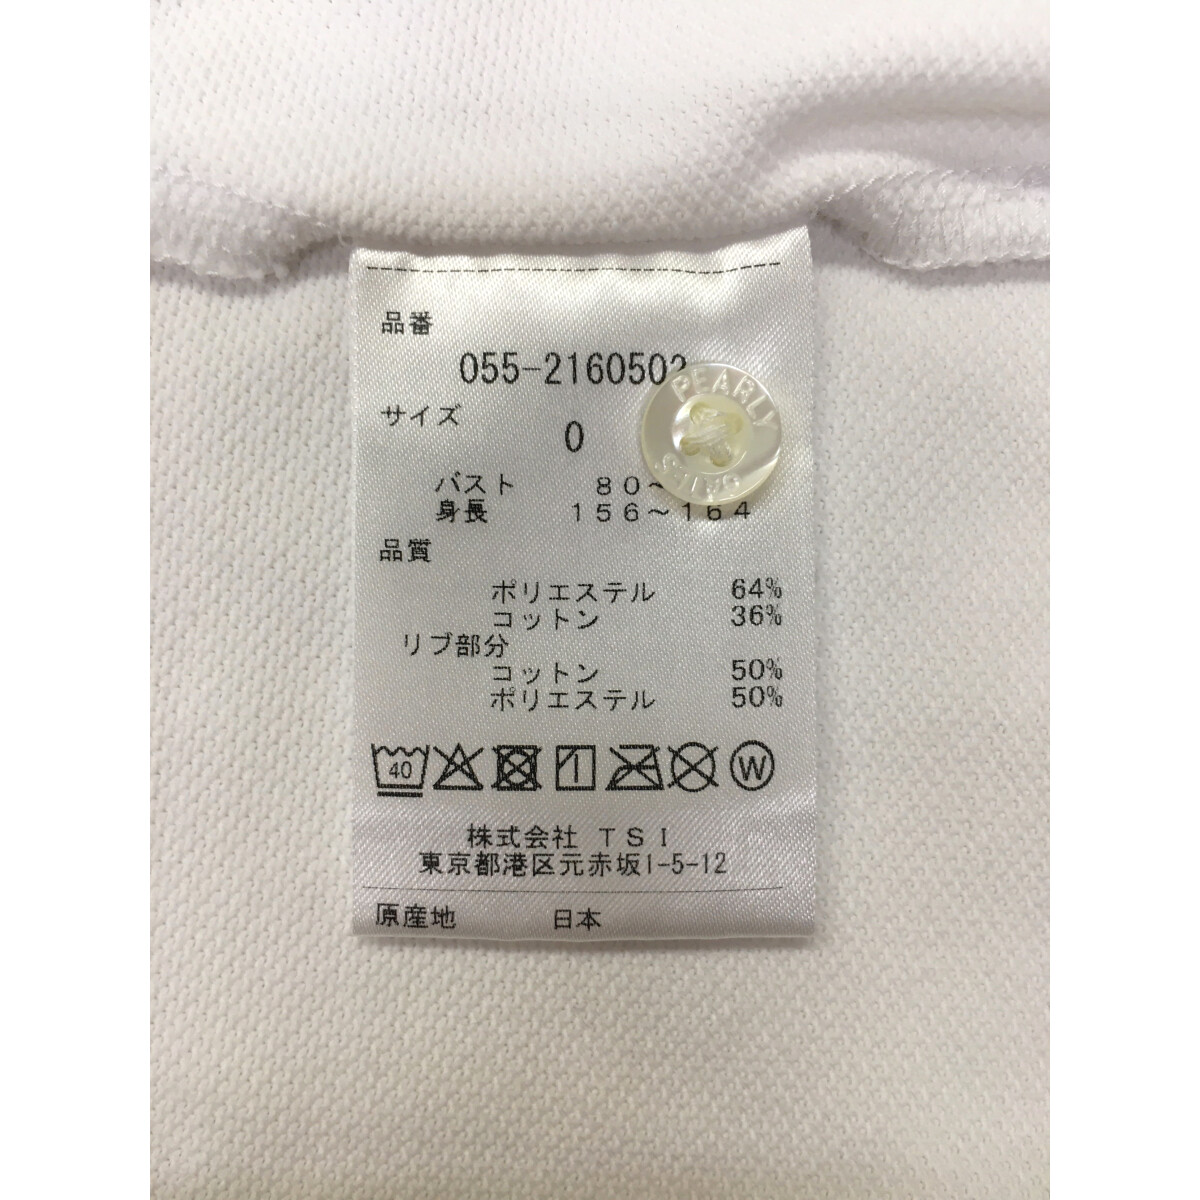 品番
055-2160502
サイズ
0
PEARLY
バスト 80~
身長 156~164
品質
ポリエステル 64%
コットン 36%
リブ部分
コットン 50%
ポリエステル 50%
40
W
株式会社 TSI
東京都港区元赤坂1-5-12
原産地 日本